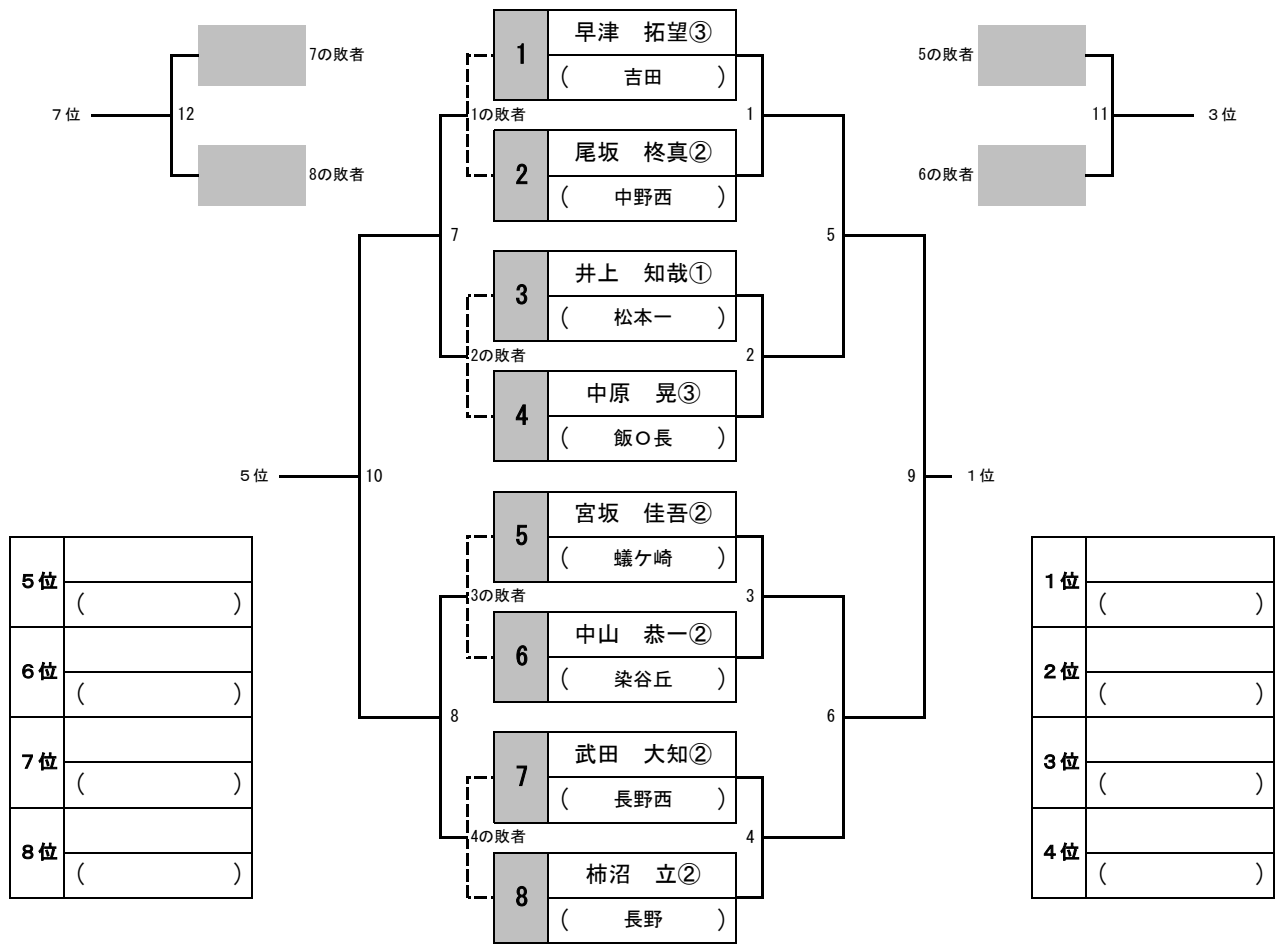 7の敗者
7位
12
8の敗者
5の敗者
11
3位
6の敗者
1
早津 拓望③
( 吉田 )
1の敗者
1
2
尾坂 柊真②
( 中野西 )
7
5
3
井上 知哉①
( 松本一 )
2の敗者
2
4
中原 晃③
( 飯O長 )
5位
10
9
1位
5
宮坂 佳吾②
( 蟻ケ崎 )
3の敗者
3
6
中山 恭一②
( 染谷丘 )
8
6
7
武田 大知②
( 長野西 )
4の敗者
4
8
柿沼 立②
( 長野 )
5位
( )
6位
( )
7位
( )
8位
( )
1位
( )
2位
( )
3位
( )
4位
( )